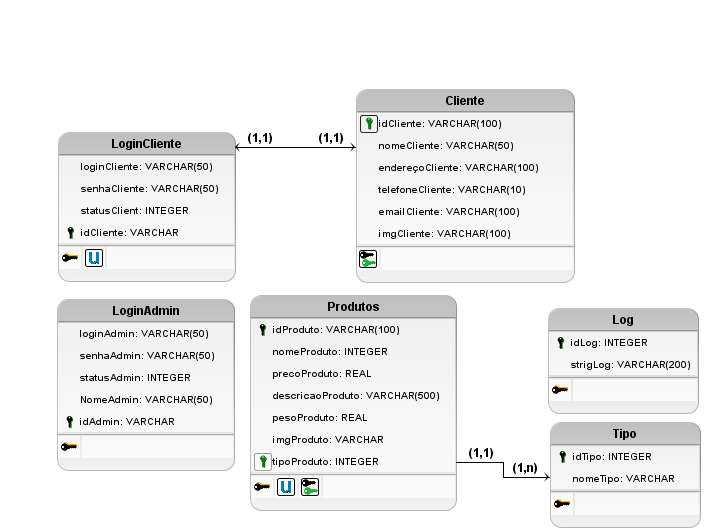 LoginCliente
loginCliente: VARCHAR(50)
senhaCliente: VARCHAR(50)
statusClient: INTEGER
idCliente: VARCHAR
U
(1,1)
(1,1)
Cliente
idCliente: VARCHAR(100)
nomeCliente: VARCHAR(50)
endereçoCliente: VARCHAR(100)
telefoneCliente: VARCHAR(10)
emailCliente: VARCHAR(100)
imgCliente: VARCHAR(100)
LoginAdmin
loginAdmin: VARCHAR(50)
senhaAdmin: VARCHAR(50)
statusAdmin: INTEGER
NomeAdmin: VARCHAR(50)
idAdmin: VARCHAR
Produtos
idProduto: VARCHAR(100)
nomeProduto: INTEGER
precoProduto: REAL
descricaoProduto: VARCHAR(500)
pesoProduto: REAL
imgProduto: VARCHAR
tipoProduto: INTEGER
U
(1,1)
(1,n)
Log
idLog: INTEGER
strigLog: VARCHAR(200)
Tipo
idTipo: INTEGER
nomeTipo: VARCHAR